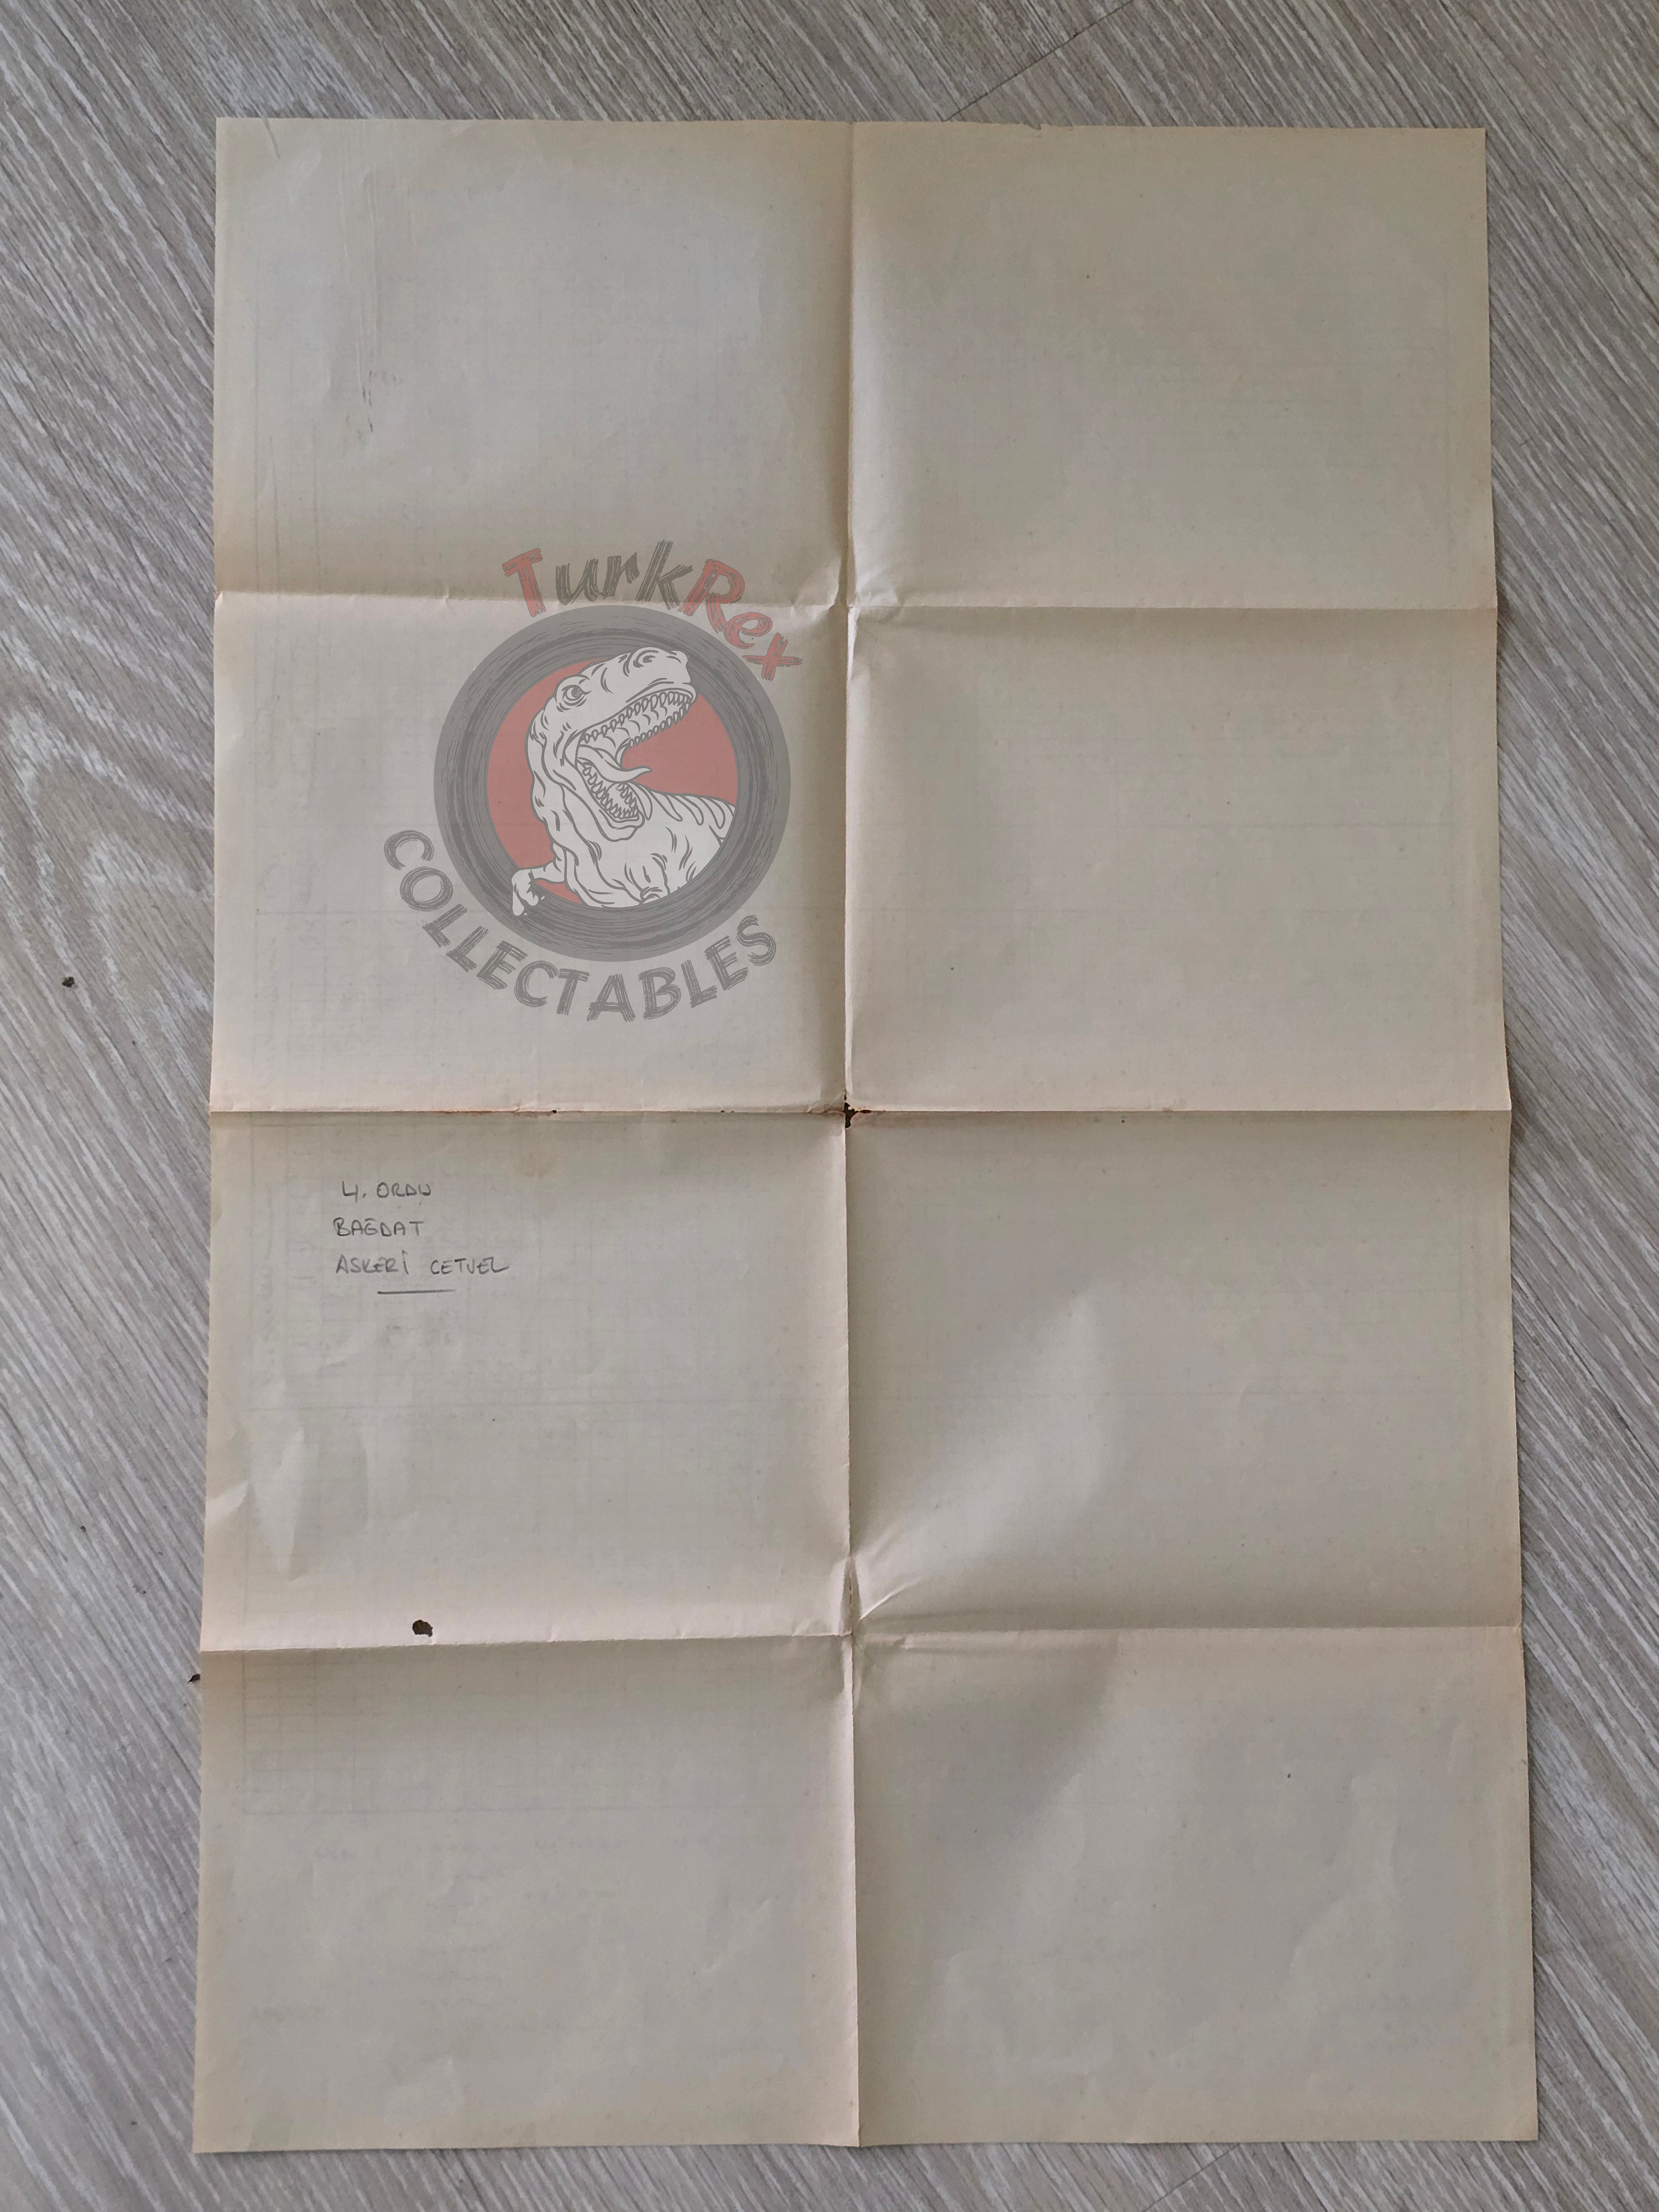 TurkRex
COLLECTABLES
4. ORDU
BAĞDAT
ASKERİ CETVEL